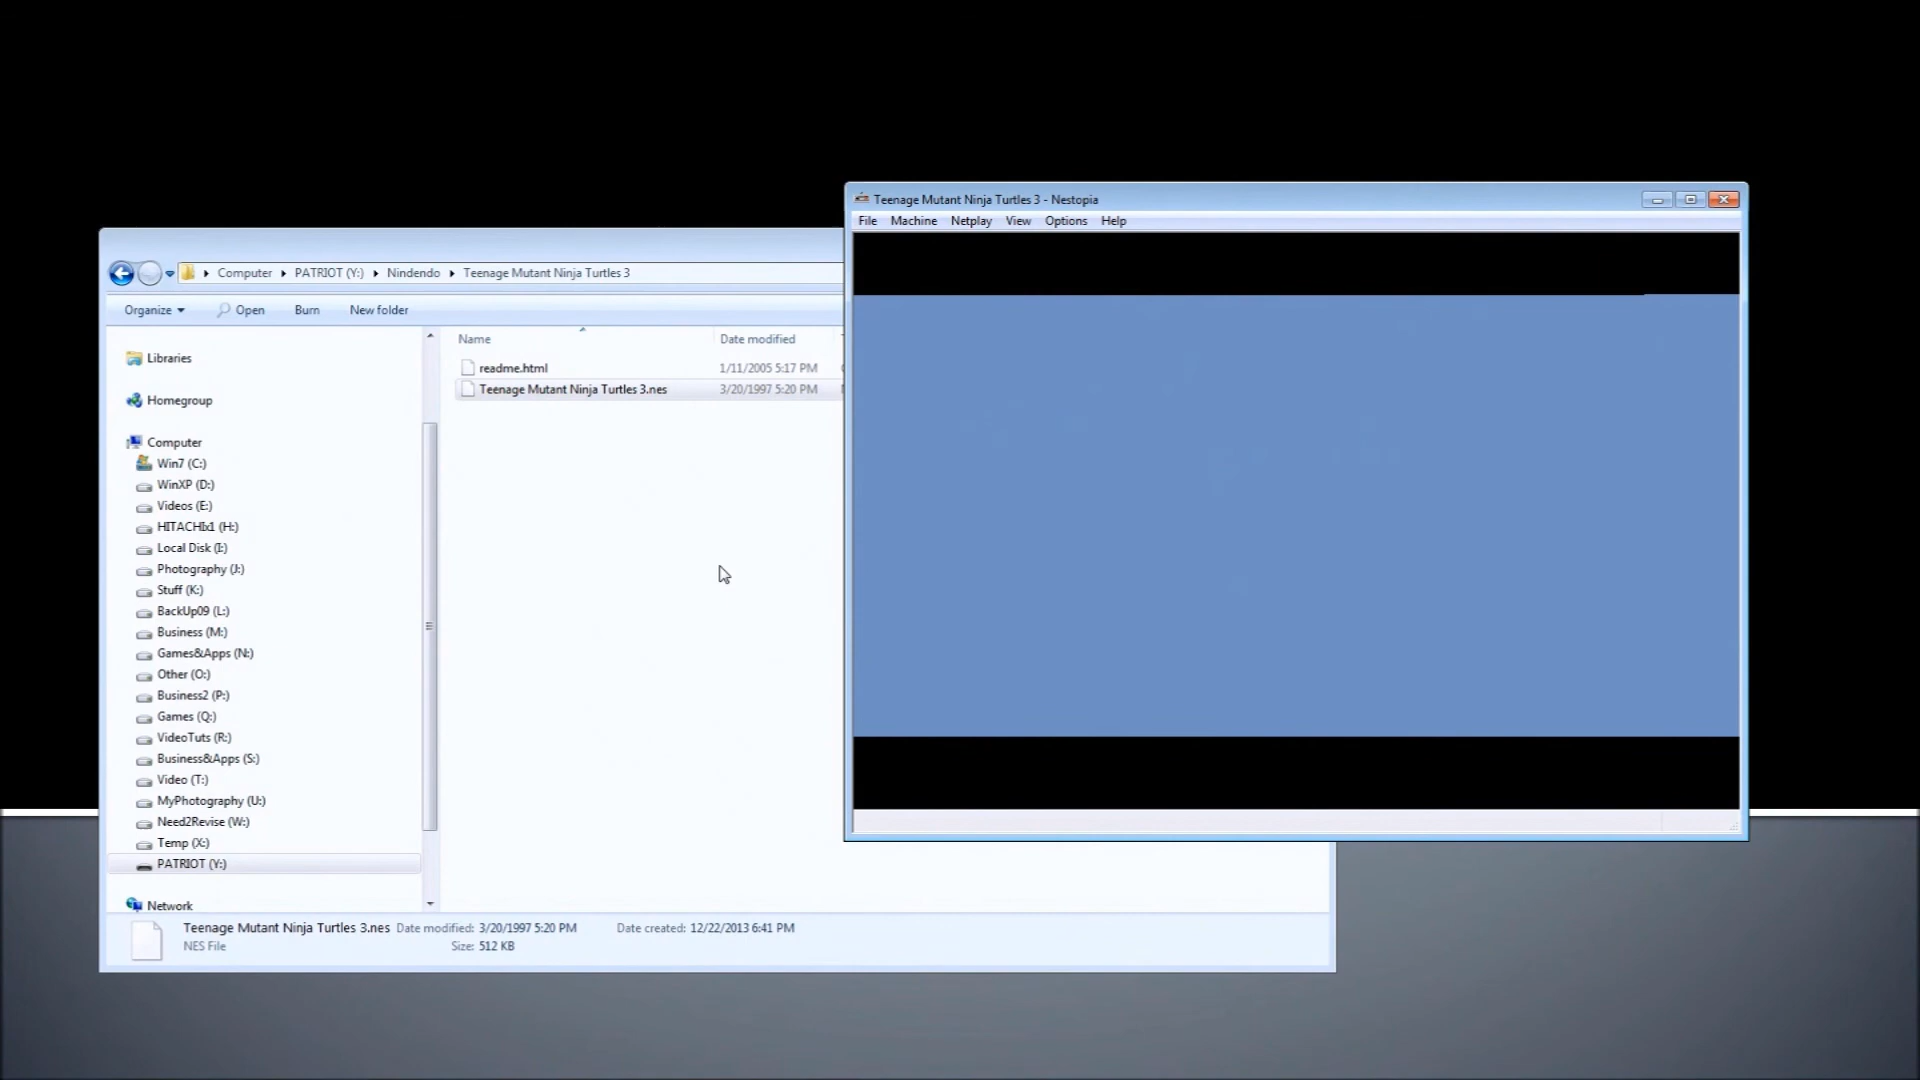 Teenage Mutant Ninja Turtles 3 - Nestopia
File Machine Netplay View Options Help
Computer PATRIOT (Y:) Nindendo Teenage Mutant Ninja Turtles 3
Organize Open Burn New folder
Name Date modified
readme.html 1/11/2005 5:17 PM
Teenage Mutant Ninja Turtles 3.nes 3/20/1997 5:20 PM
Libraries
Homegroup
Computer
Win7 (C:)
WinXP (D:)
Videos (E:)
HITACHIx1 (H:)
Local Disk (I:)
Photography (J:)
Stuff (K:)
BackUp09 (L:)
Business (M:)
Games&Apps (N:)
Other (O:)
Business2 (P:)
Games (Q:)
VideoTuts (R:)
Business&Apps (S:)
Video (T:)
MyPhotography (U:)
Need2Revise (W:)
Temp (X:)
PATRIOT (Y:)
Network
Teenage Mutant Ninja Turtles 3.nes Date modified: 3/20/1997 5:20 PM Date created: 12/22/2013 6:41 PM
NES File Size: 512 KB